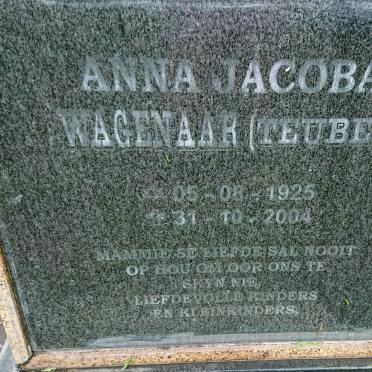 ANNA JACOBA
WAGENAAR (TEUBE
05 - 08 - 1925
31 - 10 - 2004
MAMMIE SE LIEFDE SAL NOOIT
OP HOU OM OOR ONS TE
SKYN NIE.
LIEFDEVOLLE KINDERS
EN KLEINKINDERS.